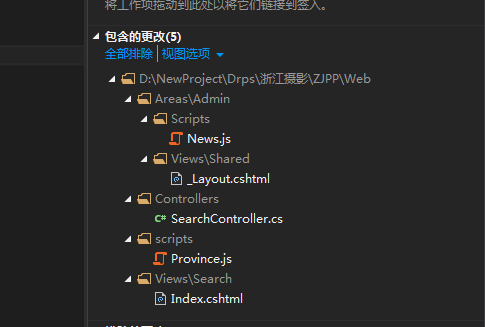 将工作项拖动到此处以将它们链接到签入。
包含的更改(5)
全部排除 | 视图选项
D:\NewProject\Drps\浙江摄影\ZJPP\Web
Areas\Admin
Scripts
News.js
Views\Shared
_Layout.cshtml
Controllers
C# SearchController.cs
scripts
Province.js
Views\Search
Index.cshtml